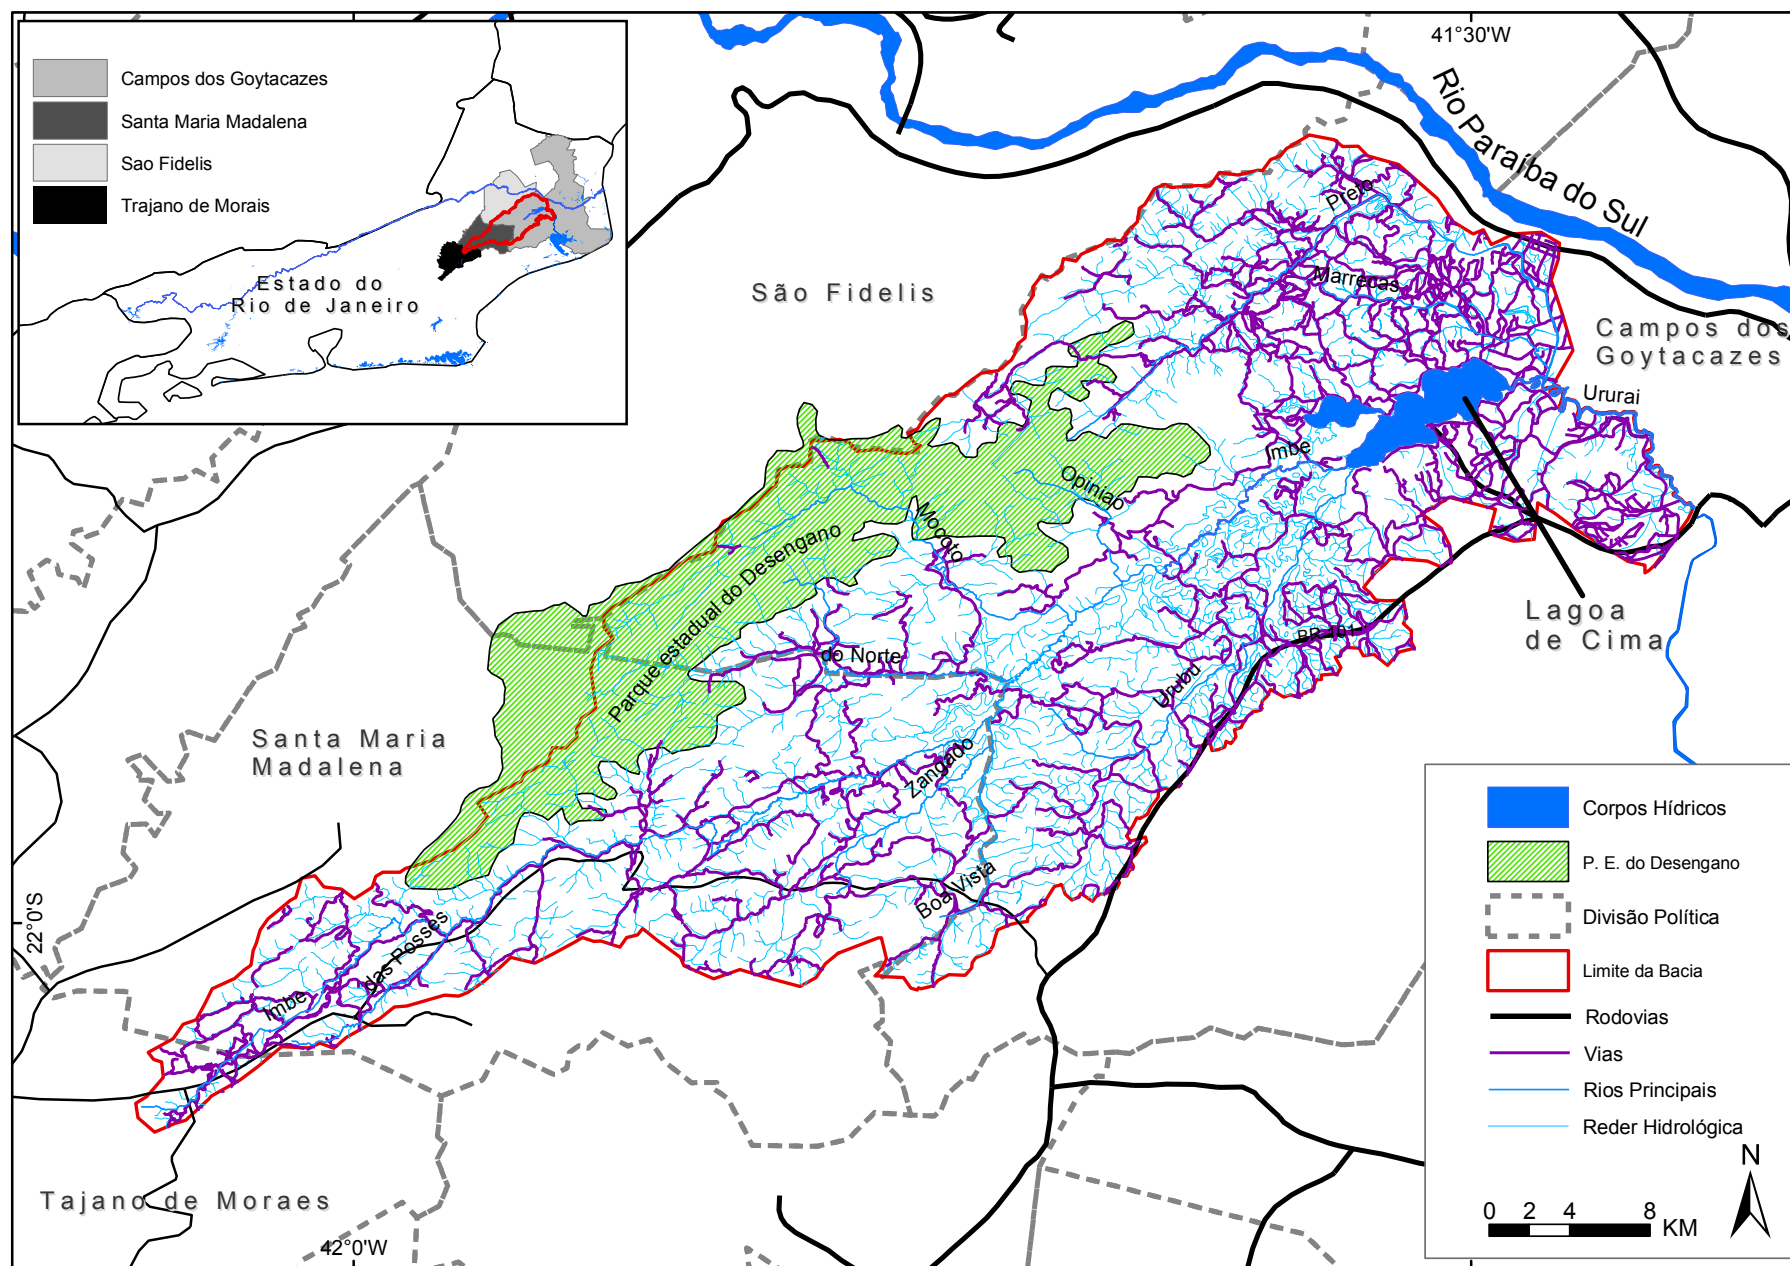 Campos dos Goytacazes
Santa Maria Madalena
Sao Fidelis
Trajano de Morais
Estado do
Rio de Janeiro
41°30'W
Rio Paraíba do Sul
Preto
Marrecas
São Fidelis
Campos dos
Goytacazes
Ururai
Imbe
Opiniao
Mocoto
Parque estadual do Desengano
Lagoa
de Cima
BR 101
do Norte
Urubu
Santa Maria
Madalena
Zangado
Boa Vista
22°0'S
das Posses
Imbe
Tajano de Moraes
42°0'W
Corpos Hídricos
P. E. do Desengano
Divisão Política
Limite da Bacia
Rodovias
Vias
Rios Principais
Reder Hidrológica
N
0 2 4 8
KM